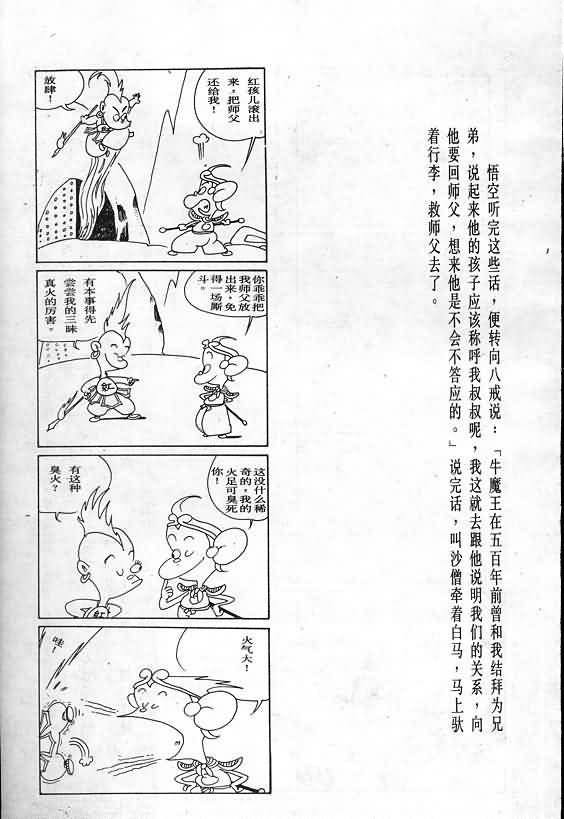 悟空听完这些话，便转向八戒说：「牛魔王在五百年前曾和我结拜为兄
弟，说起来他的孩子应该称呼我叔叔呢，我这就去跟他说明我们的关系，向
他要回师父，想来他是不会不答应的。」说完话，叫沙僧牵着白马，马上驮
着行李，救师父去了。
红孩儿滚出
来，把师父
还给我！
放肆！
你乖乖把
我师父放
出来，免
得一场厮
斗。
有本事得先
尝尝我的三昧
真火的厉害。
紅
这没什么稀
奇的，我的
火足可臭死
你！
有这种
臭火？
紅
火气大！
哇！